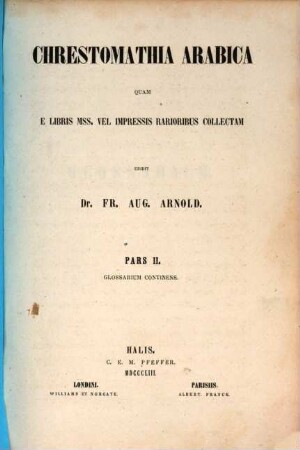 CHRESTOMATHIA ARABICA
QUAM
E LIBRIS MSS. VEL IMPRESSIS RARIORIBUS COLLECTAM
EDIDIT
Dr. FR. AUG. ARNOLD.
PARS II.
GLOSSARIUM CONTINENS.
HALIS,
C. E. M. PFEFFER.
MDCCCLIII.
LONDINI. PARISIIS.
WILLIAMS ET NORGATE. ALBERT. FRANCK.